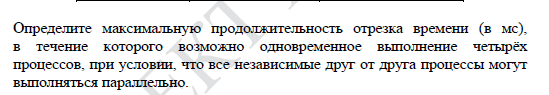 Определите максимальную продолжительность отрезка времени (в мс),
в течение которого возможно одновременное выполнение четырёх
процессов, при условии, что все независимые друг от друга процессы могут
выполняться параллельно.